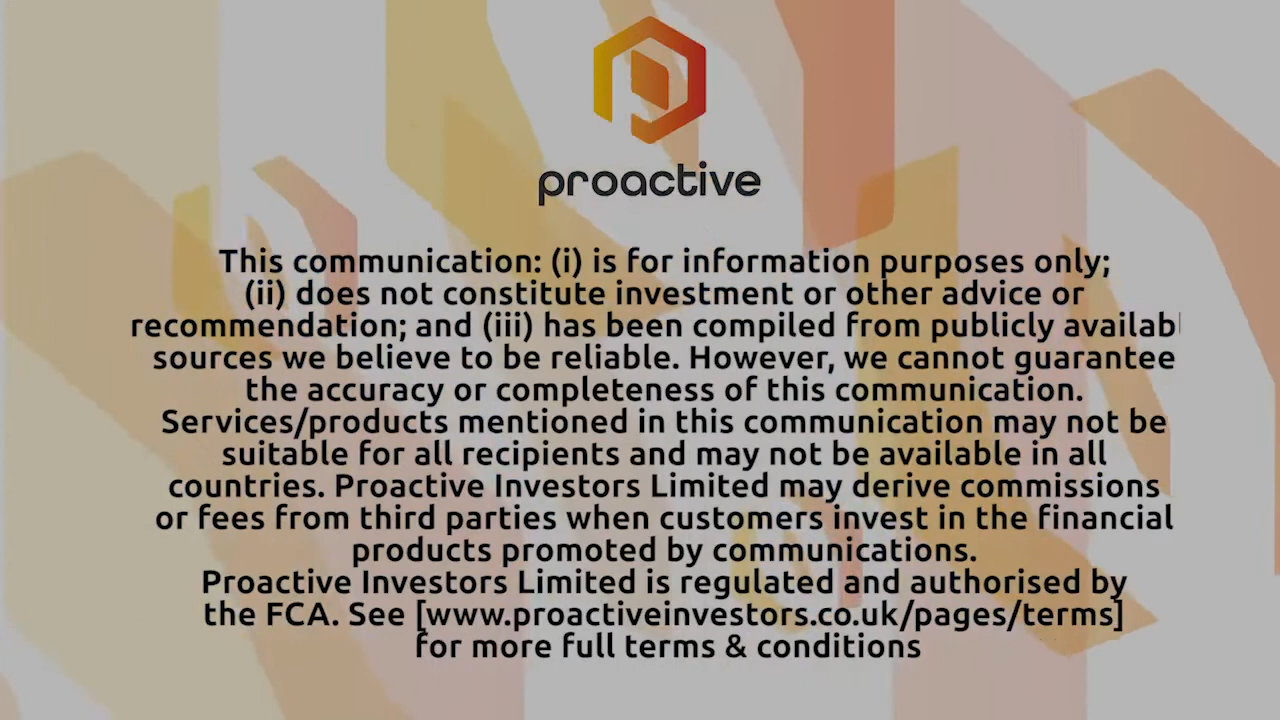 proactive
This communication: (i) is for information purposes only;
(ii) does not constitute investment or other advice or
recommendation; and (iii) has been compiled from publicly availabl
sources we believe to be reliable. However, we cannot guarantee
the accuracy or completeness of this communication.
Services/products mentioned in this communication may not be
suitable for all recipients and may not be available in all
countries. Proactive Investors Limited may derive commissions
or fees from third parties when customers invest in the financial
products promoted by communications.
Proactive Investors Limited is regulated and authorised by
the FCA. See [www.proactiveinvestors.co.uk/pages/terms]
for more full terms & conditions